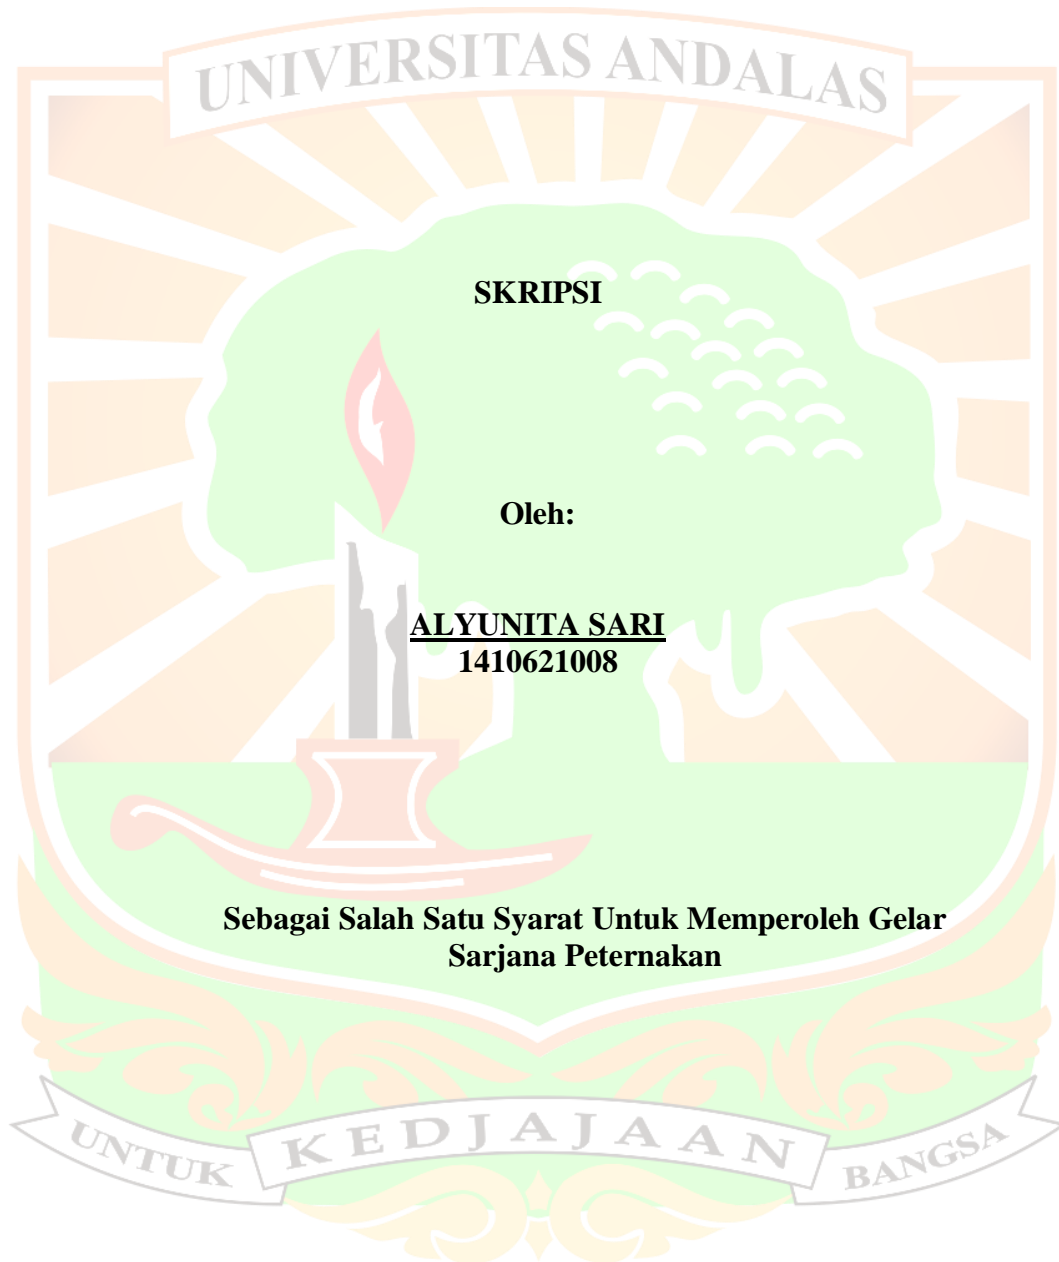 UNIVERSITAS ANDALAS
SKRIPSI
Oleh:
ALYUNITA SARI
1410621008
Sebagai Salah Satu Syarat Untuk Memperoleh Gelar
Sarjana Peternakan
UNTUK KEDJAJAAN BANGSA